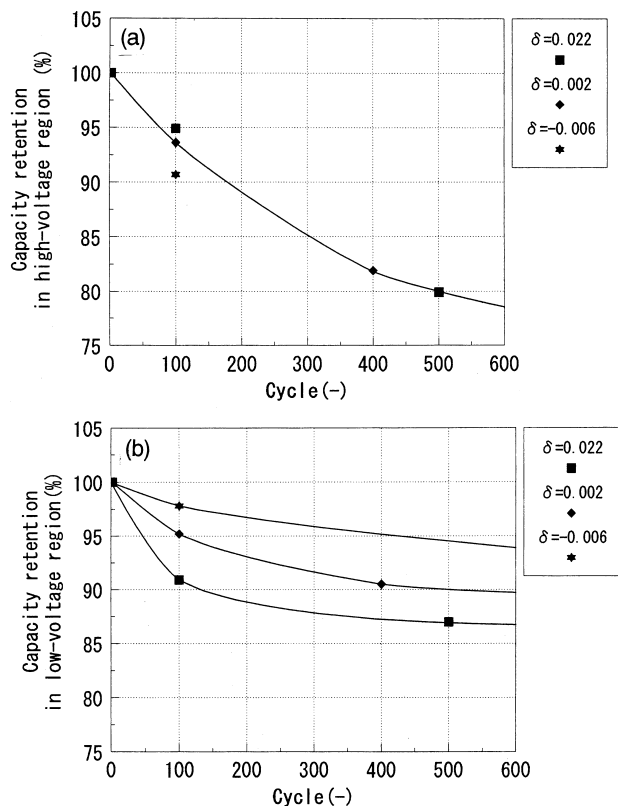 (a)
105
100
95
90
85
80
75
0
100
200
300
400
500
600
Capacity retention
in high-voltage region (%)
Cycle(-)
δ=0.022
δ=0.002
δ=-0.006
(b)
105
100
95
90
85
80
75
0
100
200
300
400
500
600
Capacity retention
in low-voltage region(%)
Cycle(-)
δ=0.022
δ=0.002
δ=-0.006